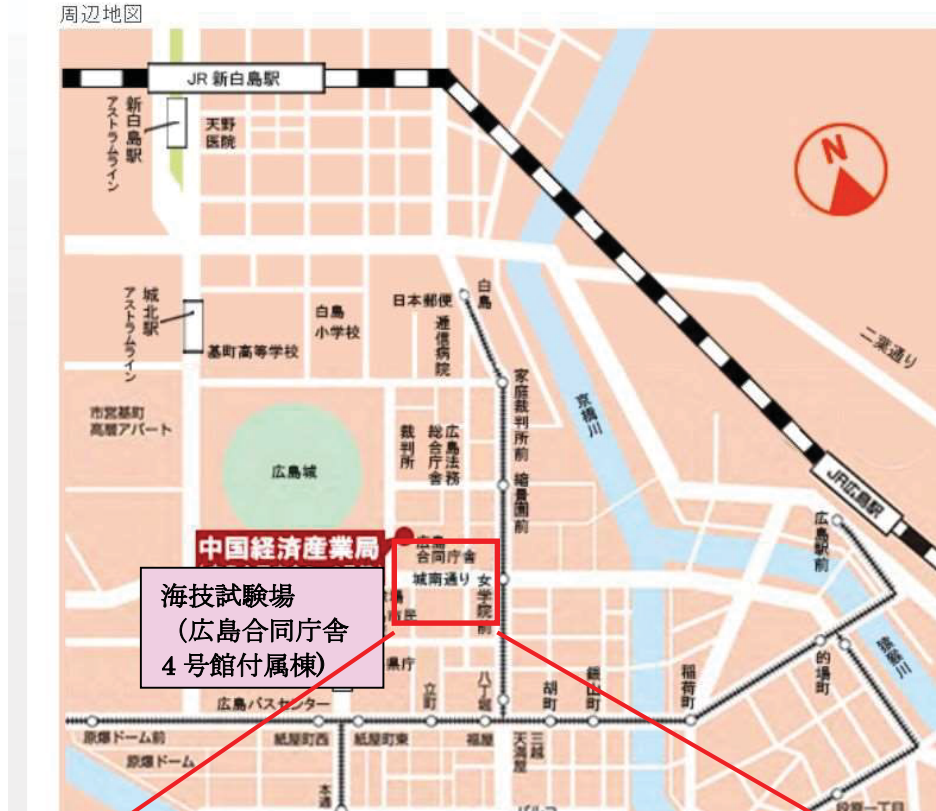 周辺地図
JR 新白島駅
新白島駅
アストラムライン
天野
医院
N
城北駅
アストラムライン
白島
小学校
日本郵便
白島
逓信病院
基町高等学校
二葉通り
家庭裁判所前
京橋川
市営基町
高層アパート
裁判所
広島法務
総合庁舎
縮景園前
広島城
JR広島駅
広島駅前
中国経済産業局
広島
合同庁舎
城南通り
女学院前
海技試験場
（広島合同庁舎
4 号館付属棟）
県庁
猿猴川
的場町
稲荷町
銀山町
胡町
八丁堀
立町
広島バスセンター
原爆ドーム前
紙屋町西
紙屋町東
福屋
天満屋
三越
原爆ドーム
本通
段原一丁目